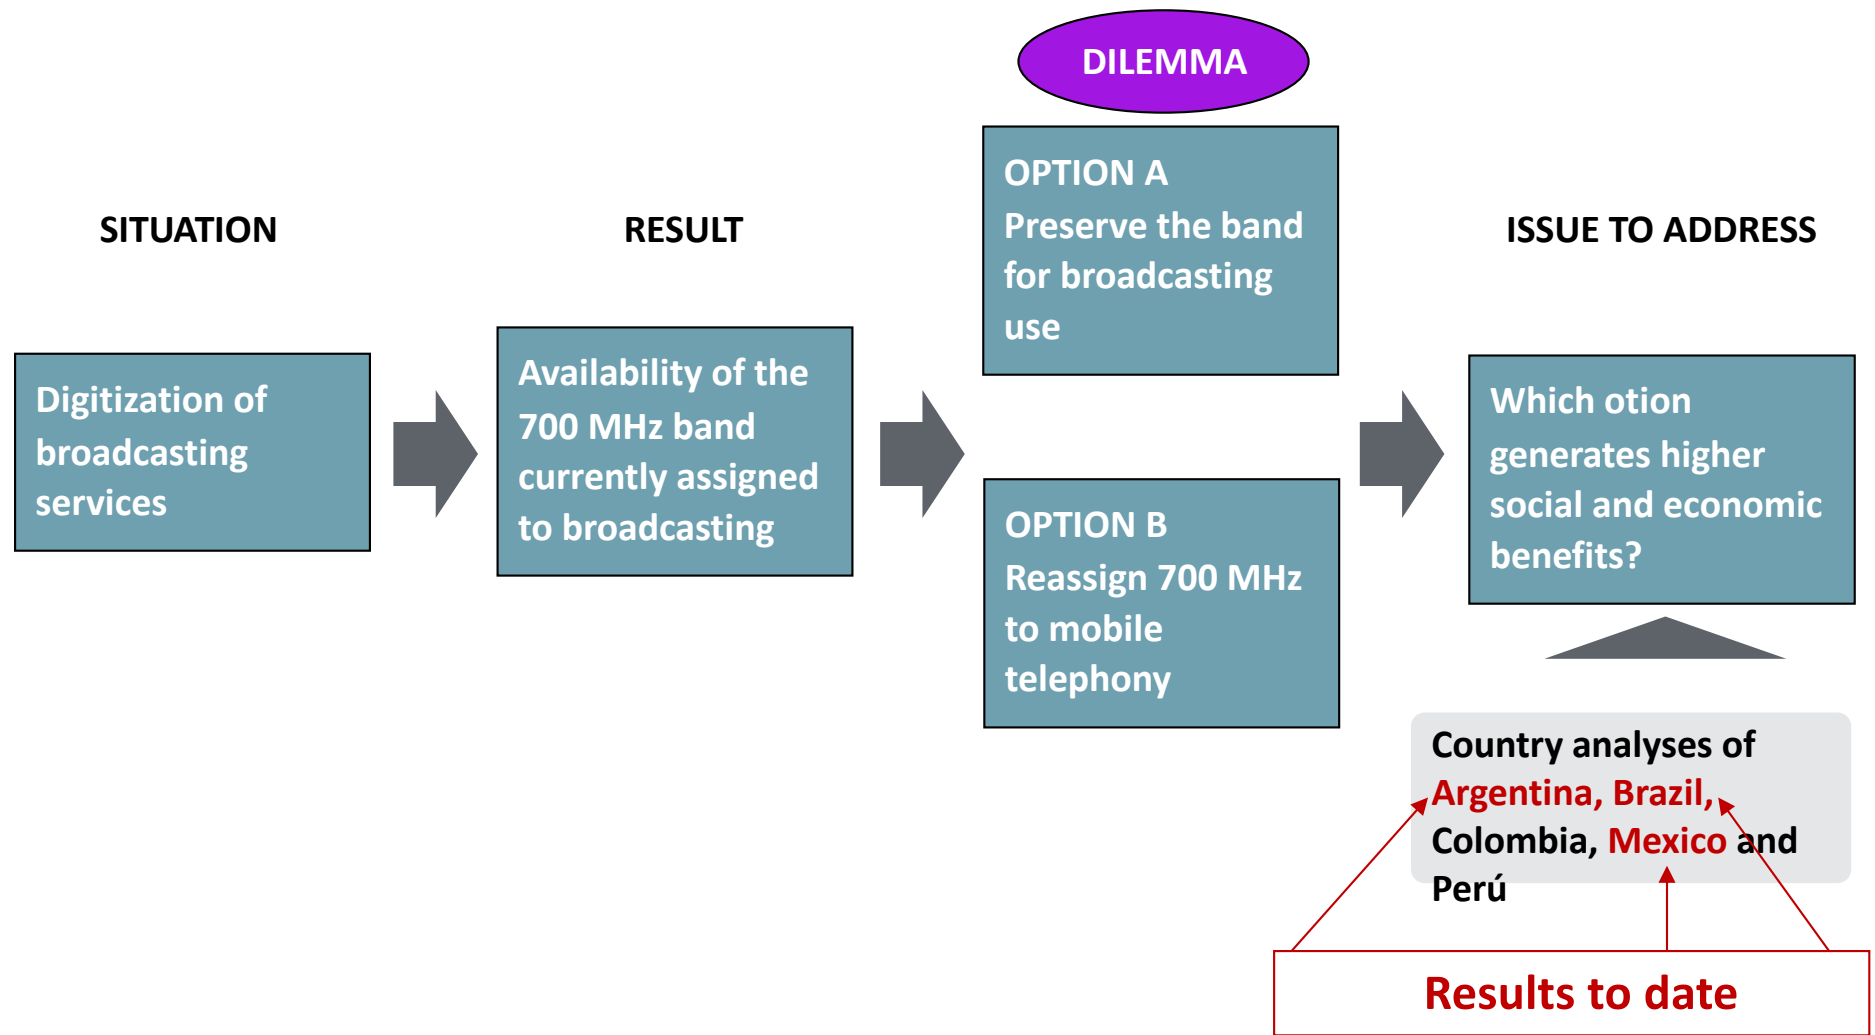 SITUATION
Digitization of
broadcasting
services
RESULT
Availability of the
700 MHz band
currently assigned
to broadcasting
DILEMMA
OPTION A
Preserve the band
for broadcasting
use
OPTION B
Reassign 700 MHz
to mobile
telephony
ISSUE TO ADDRESS
Which otion
generates higher
social and economic
benefits?
Country analyses of
Argentina, Brazil,
Colombia, Mexico and
Perú
Results to date